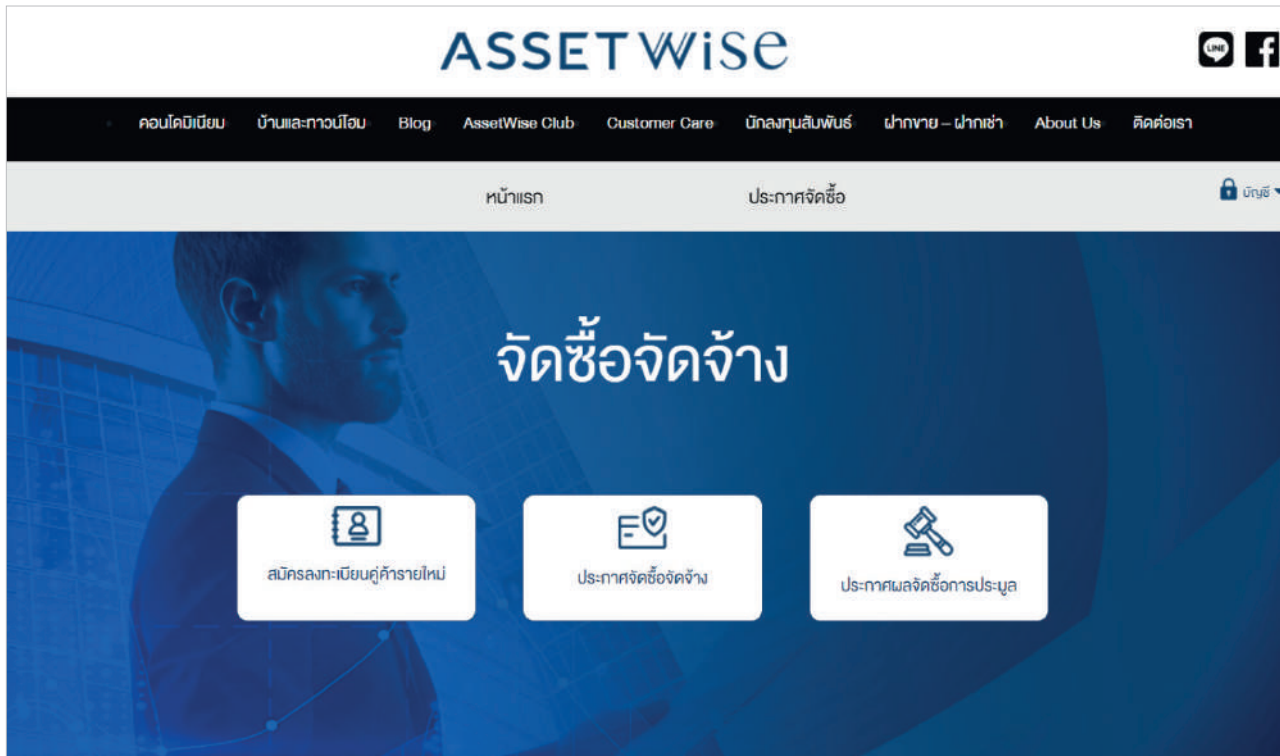 ASSETWiSe
LINE
คอนโดมิเนียม บ้านและทาวน์โฮม Blog AssetWise Club Customer Care นักลงทุนสัมพันธ์ ฝากขาย – ฝากเช่า About Us ติดต่อเรา
หน้าแรก ประกาศจัดซื้อ บัญชี
จัดซื้อจัดจ้าง
สมัครลงทะเบียนคู่ค้ารายใหม่ ประกาศจัดซื้อจัดจ้าง ประกาศผลจัดซื้อการประมูล